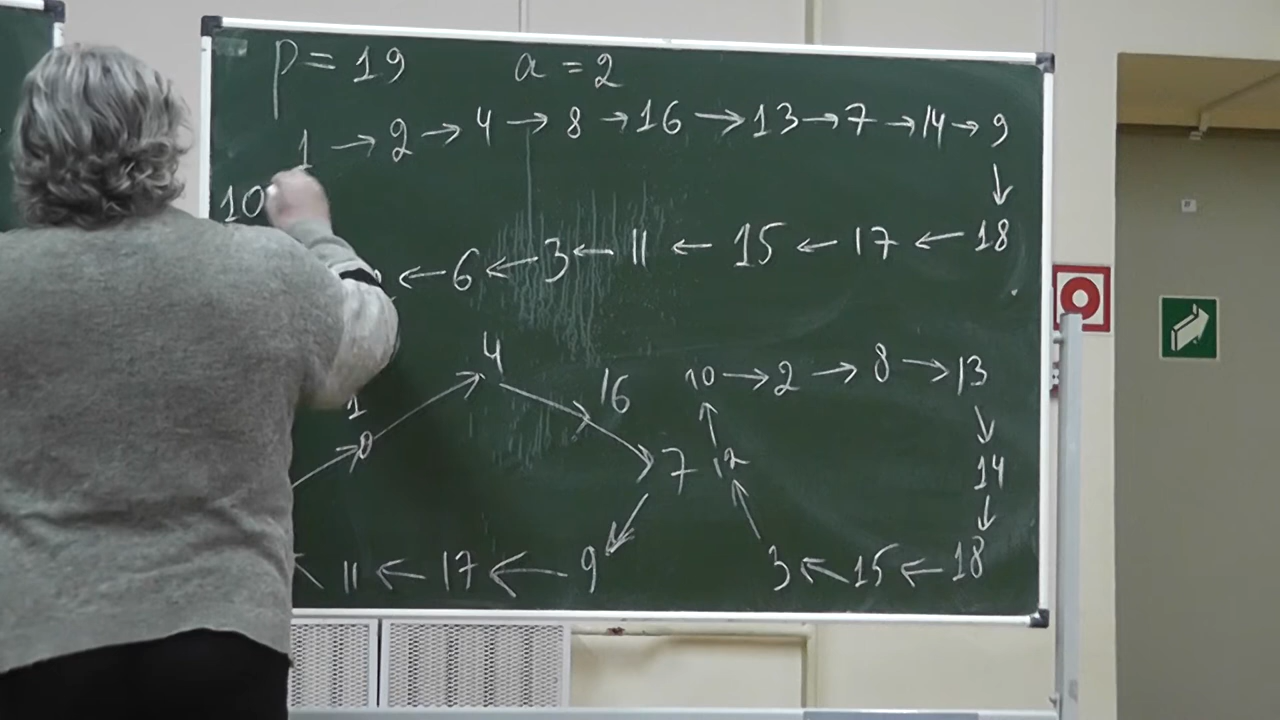 p = 19 a = 2
1 → 2 → 4 → 8 → 16 → 13 → 7 → 14 → 9
↓
10
← 6 ← 3 ← 11 ← 15 ← 17 ← 18
1 → 4 → 16 → 7
10 → 2 → 8 → 13
↓
12 14
↓
← 11 ← 17 ← 9
3 ← 15 ← 18